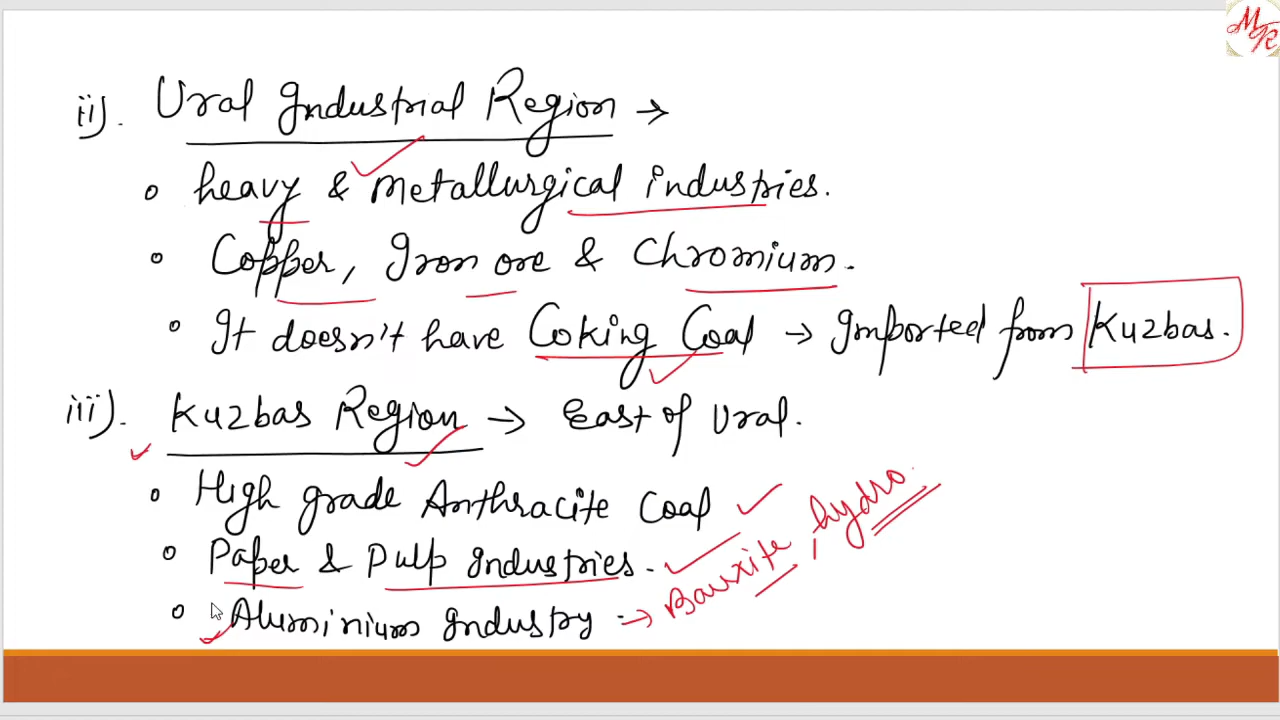 MR
ii). Ural Industrial Region →
• heavy & Metallurgical industries.
• Copper, Iron ore & Chromium.
• It doesn't have Coking Coal → Imported from Kuzbas.
iii). Kuzbas Region → East of Ural.
• High grade Anthracite Coal
• Paper & Pulp Industries.
• Aluminium Industry → Bauxite, hydro